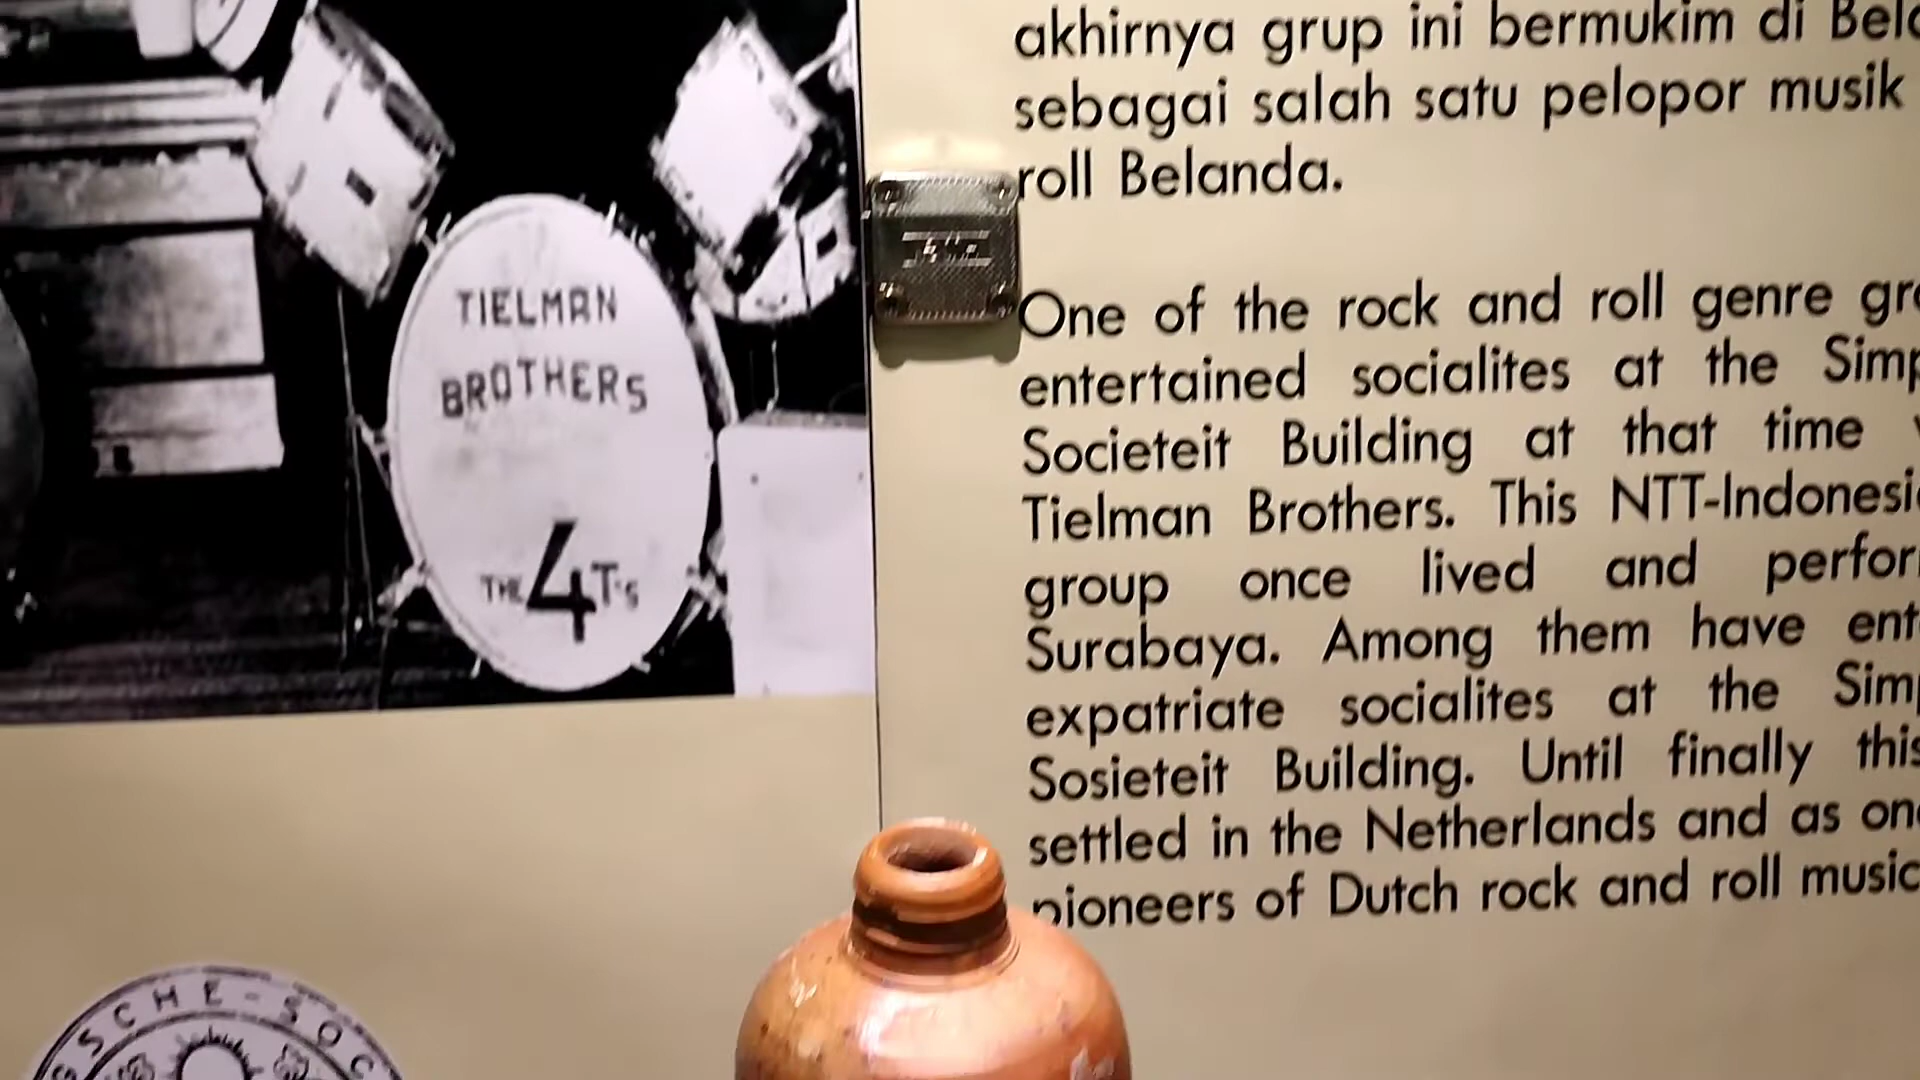 TIELMAN
BROTHERS
THE 4 T's
akhirnya grup ini bermukim di
sebagai salah satu pelopor musik
roll Belanda.
One of the rock and roll genre
entertained socialites at the
Societeit Building at that time
Tielman Brothers. This
group once lived and
Surabaya. Among them have
expatriate socialites at the
Sosieteit Building. Until finally this
settled in the Netherlands and as
pioneers of Dutch rock and roll music